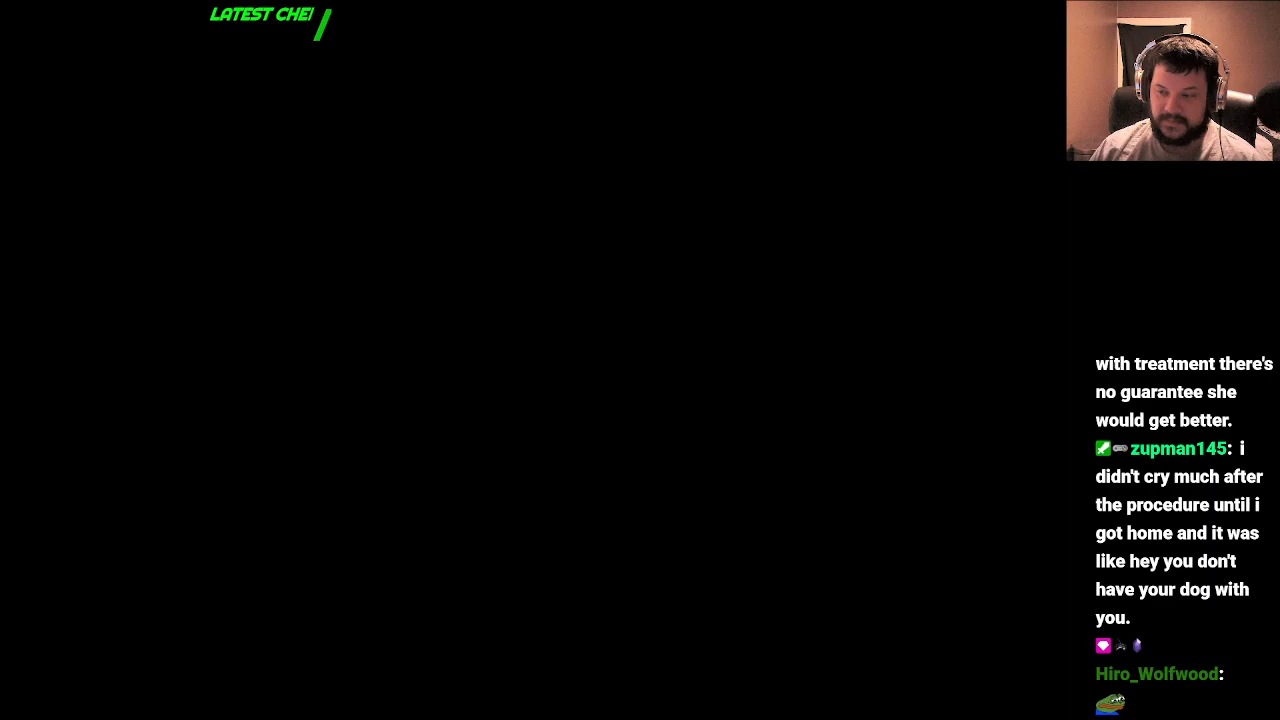 LATEST CHE
with treatment there's
no guarantee she
would get better.
zupman145: i
didn't cry much after
the procedure until i
got home and it was
like hey you don't
have your dog with
you.
Hiro_Wolfwood: